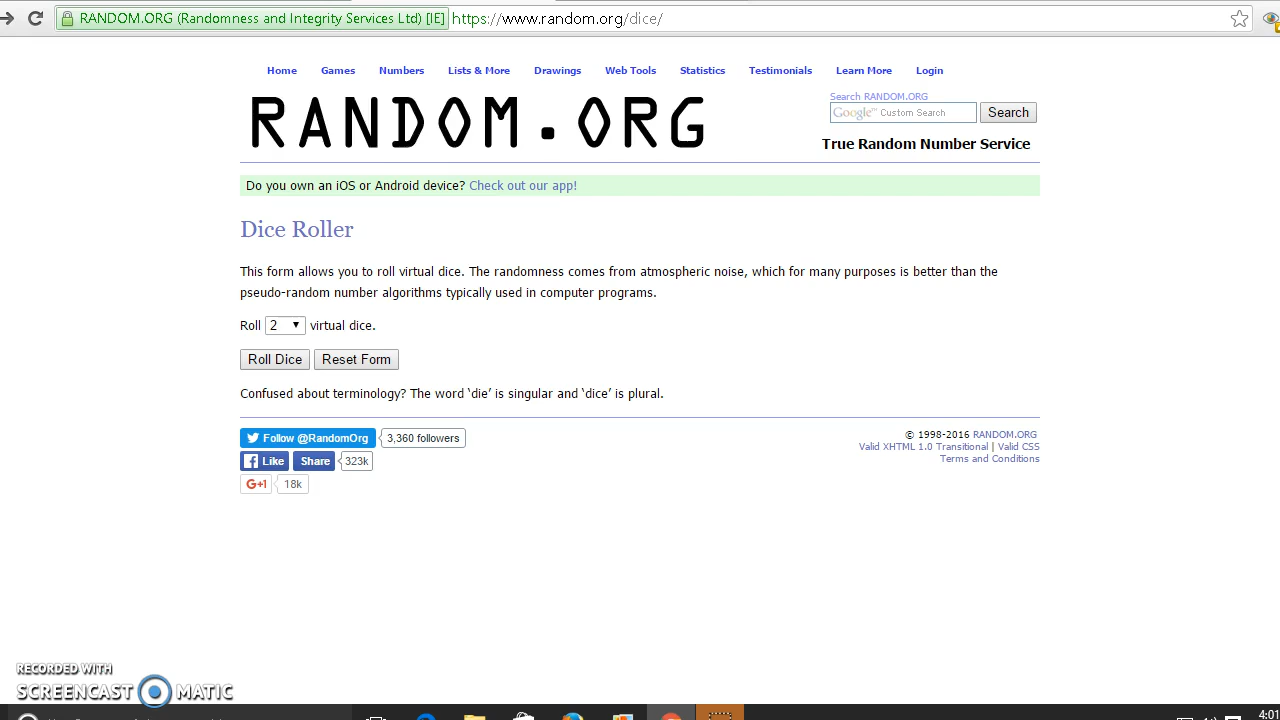 RANDOM.ORG (Randomness and Integrity Services Ltd) [IE] https://www.random.org/dice/
Home Games Numbers Lists & More Drawings Web Tools Statistics Testimonials Learn More Login
RANDOM.ORG
Search RANDOM.ORG
Google™ Custom Search Search
True Random Number Service
Do you own an iOS or Android device? Check out our app!
Dice Roller
This form allows you to roll virtual dice. The randomness comes from atmospheric noise, which for many purposes is better than the
pseudo-random number algorithms typically used in computer programs.
Roll 2 virtual dice.
Roll Dice Reset Form
Confused about terminology? The word ‘die’ is singular and ‘dice’ is plural.
Follow @RandomOrg 3,360 followers
Like Share 323k
G+1 18k
© 1998-2016 RANDOM.ORG
Valid XHTML 1.0 Transitional | Valid CSS
Terms and Conditions
RECORDED WITH
SCREENCAST MATIC
4:01